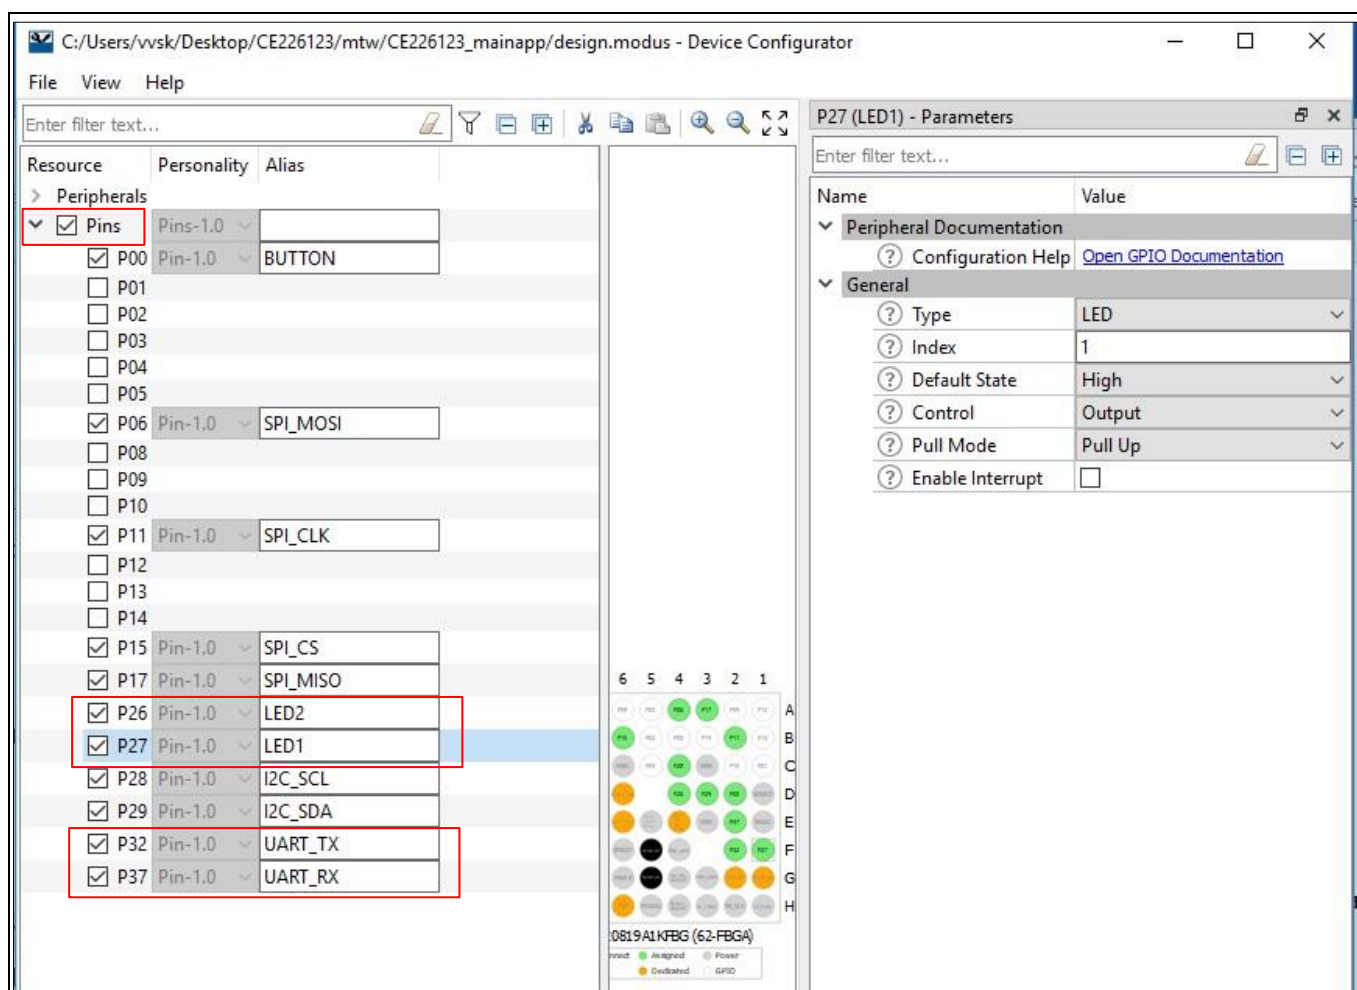 C:/Users/vvsk/Desktop/CE226123/mtw/CE226123_mainapp/design.modus - Device Configurator
File View Help
Enter filter text...
Resource Personality Alias
Peripherals
Pins Pins-1.0
P00 Pin-1.0 BUTTON
P01
P02
P03
P04
P05
P06 Pin-1.0 SPI_MOSI
P08
P09
P10
P11 Pin-1.0 SPI_CLK
P12
P13
P14
P15 Pin-1.0 SPI_CS
P17 Pin-1.0 SPI_MISO
P26 Pin-1.0 LED2
P27 Pin-1.0 LED1
P28 Pin-1.0 I2C_SCL
P29 Pin-1.0 I2C_SDA
P32 Pin-1.0 UART_TX
P37 Pin-1.0 UART_RX
6 5 4 3 2 1
A
B
C
D
E
F
G
H
0819A1KFBG (62-FBGA)
Assigned Power
Dedicated GPIO
P27 (LED1) - Parameters
Enter filter text...
Name Value
Peripheral Documentation
Configuration Help Open GPIO Documentation
General
Type LED
Index 1
Default State High
Control Output
Pull Mode Pull Up
Enable Interrupt